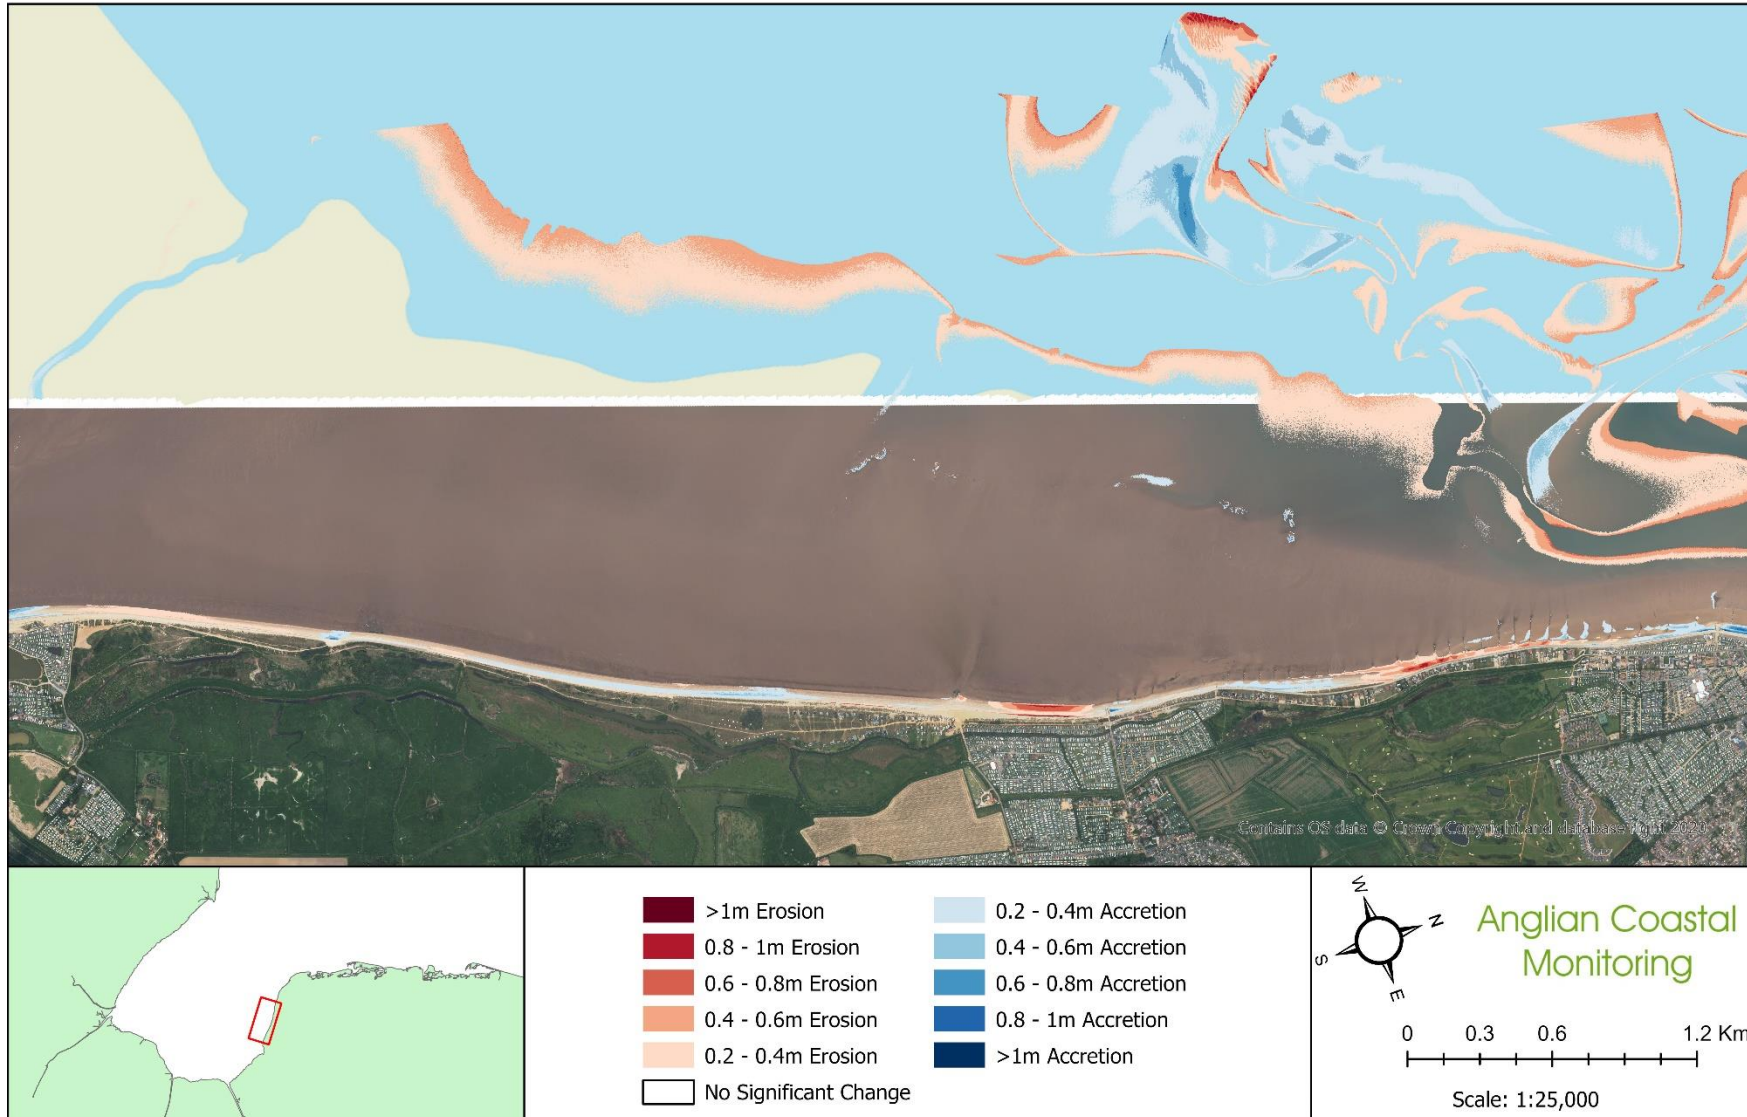 Contains OS data © Crown Copyright and database right 2020
>1m Erosion
0.8 - 1m Erosion
0.6 - 0.8m Erosion
0.4 - 0.6m Erosion
0.2 - 0.4m Erosion
No Significant Change
0.2 - 0.4m Accretion
0.4 - 0.6m Accretion
0.6 - 0.8m Accretion
0.8 - 1m Accretion
>1m Accretion
W
N
S
E
Anglian Coastal
Monitoring
0 0.3 0.6 1.2 Km
Scale: 1:25,000